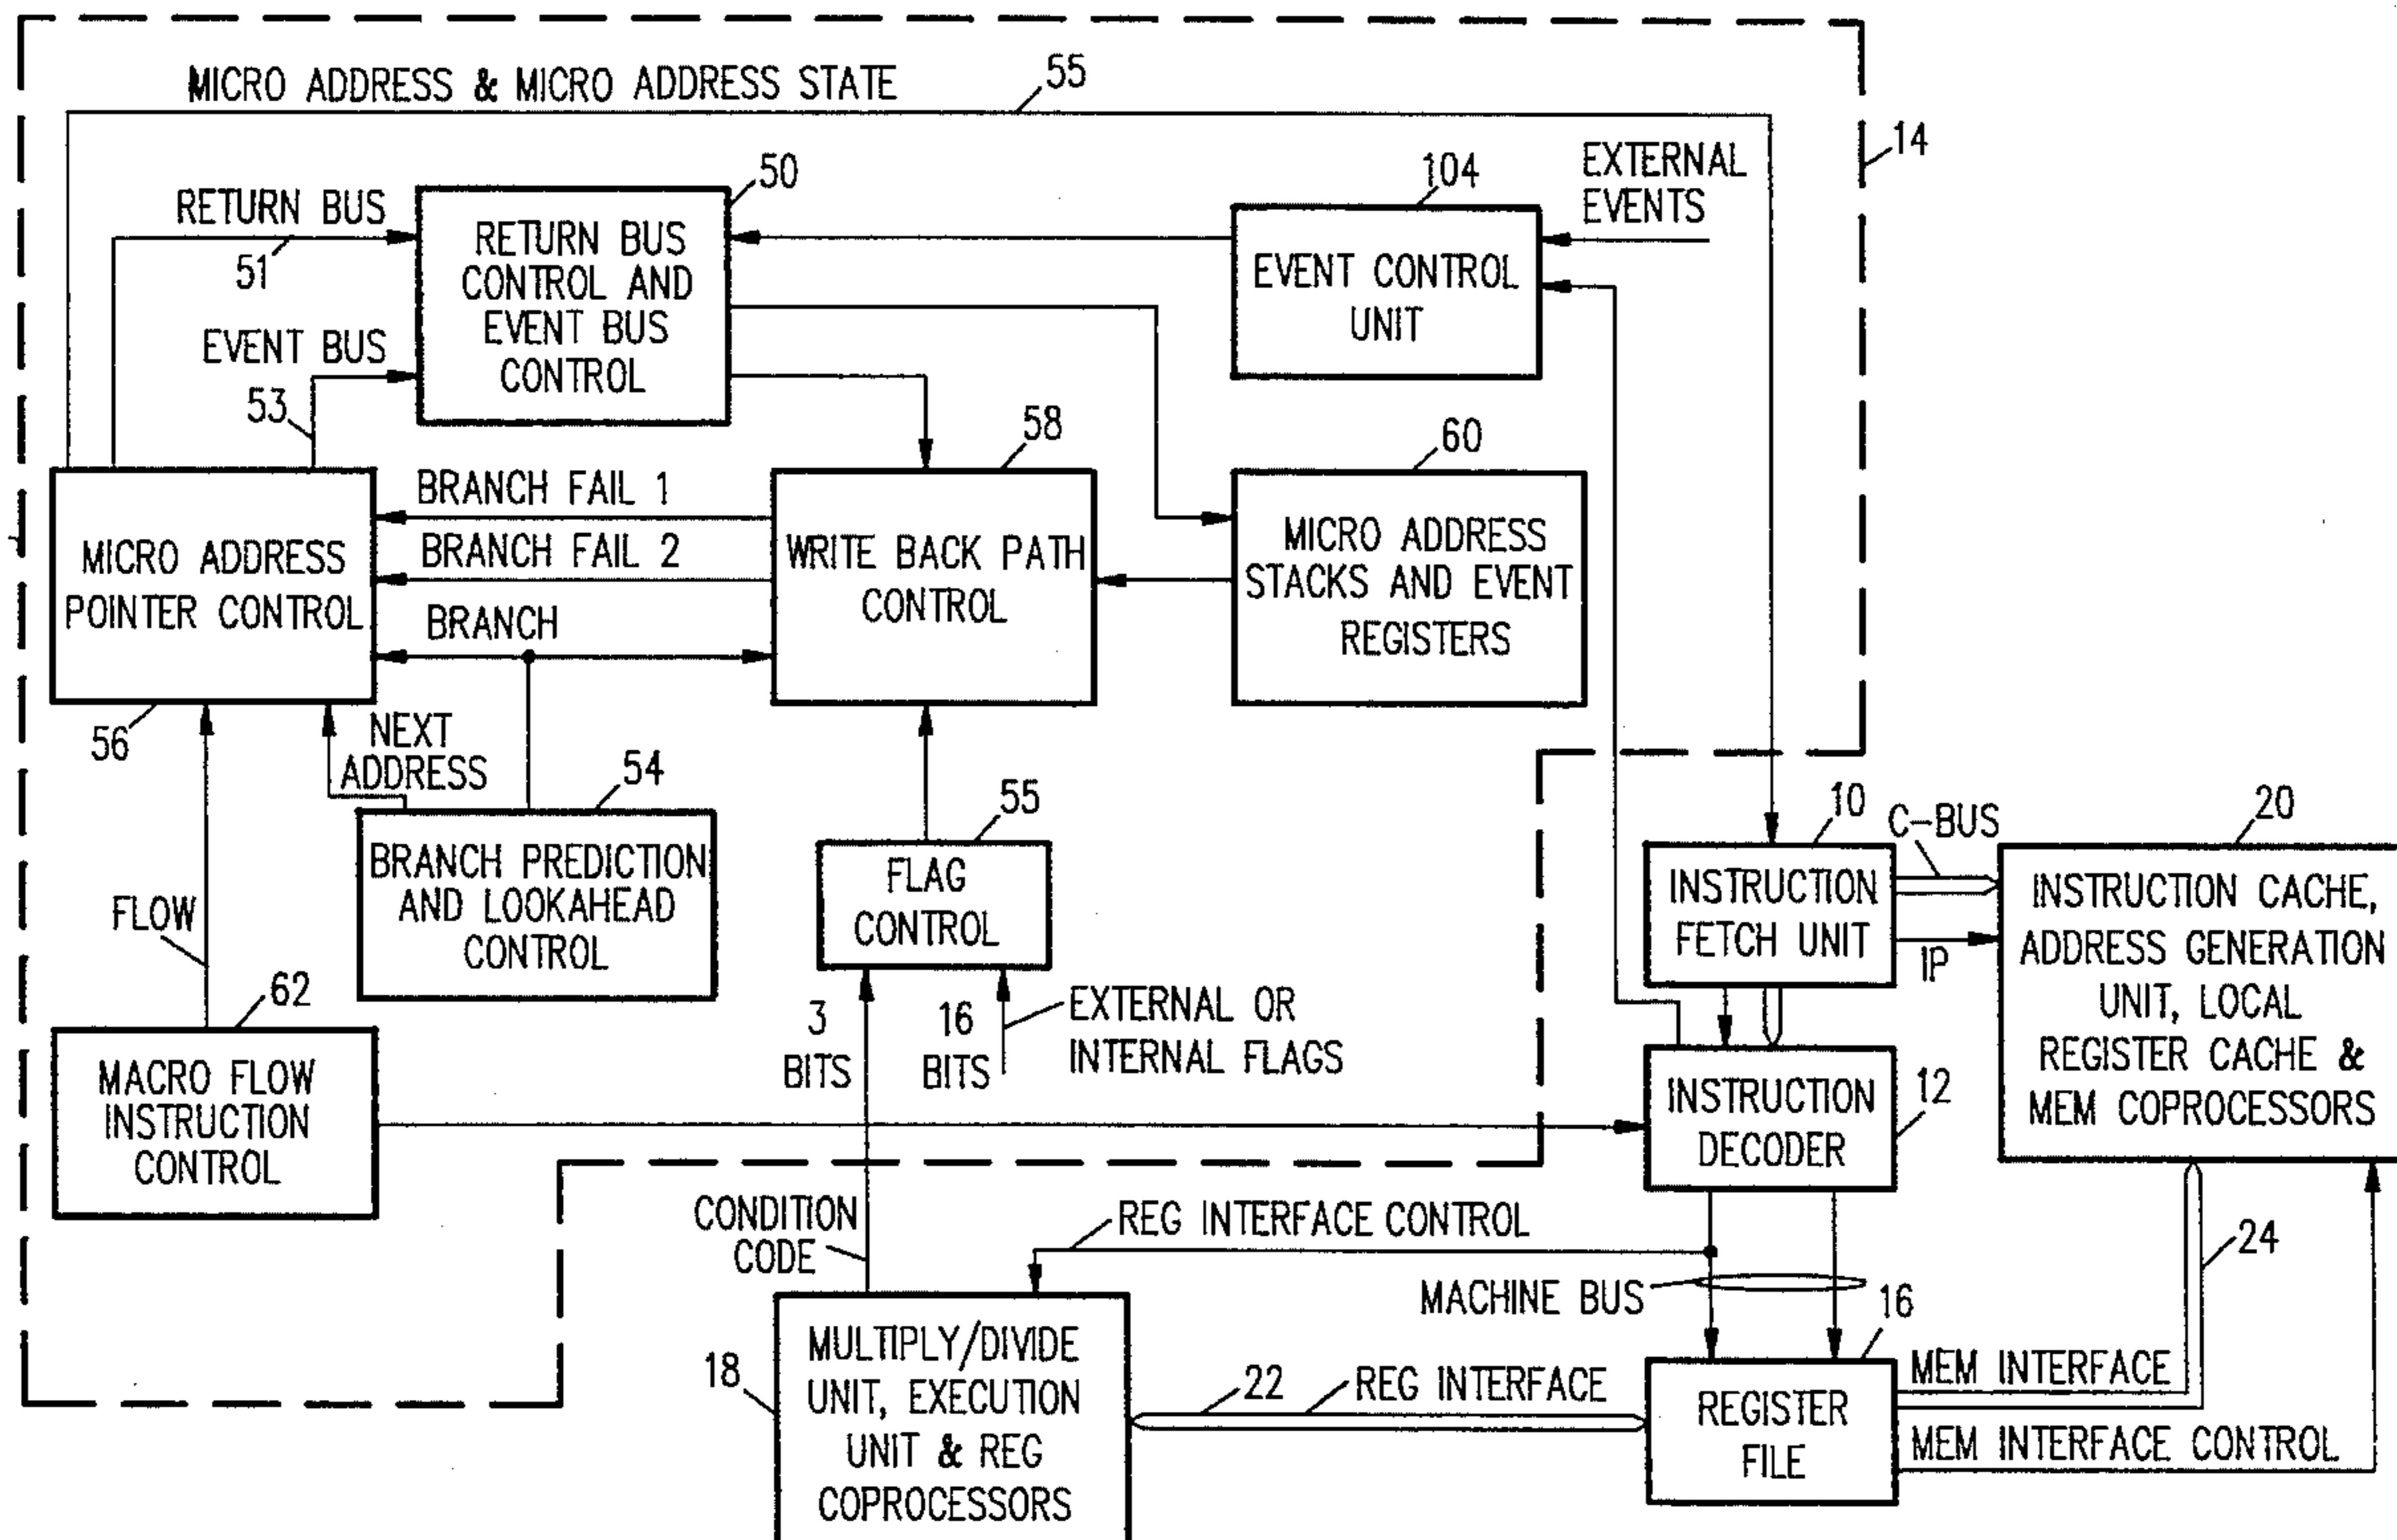 MICRO ADDRESS & MICRO ADDRESS STATE
55
14
RETURN BUS
51
50
RETURN BUS
CONTROL AND
EVENT BUS
CONTROL
104
EVENT CONTROL
UNIT
EXTERNAL
EVENTS
EVENT BUS
53
58
60
MICRO ADDRESS
POINTER CONTROL
56
BRANCH FAIL 1
BRANCH FAIL 2
BRANCH
WRITE BACK PATH
CONTROL
MICRO ADDRESS
STACKS AND EVENT
REGISTERS
NEXT
ADDRESS
54
BRANCH PREDICTION
AND LOOKAHEAD
CONTROL
55
FLAG
CONTROL
10
INSTRUCTION
FETCH UNIT
C-BUS
IP
20
INSTRUCTION CACHE,
ADDRESS GENERATION
UNIT, LOCAL
REGISTER CACHE &
MEM COPROCESSORS
FLOW
62
MACRO FLOW
INSTRUCTION
CONTROL
3
BITS
16
BITS
EXTERNAL OR
INTERNAL FLAGS
INSTRUCTION
DECODER
12
CONDITION
CODE
REG INTERFACE CONTROL
24
MACHINE BUS
16
18
MULTIPLY/DIVIDE
UNIT, EXECUTION
UNIT & REG
COPROCESSORS
22
REG INTERFACE
REGISTER
FILE
MEM INTERFACE
MEM INTERFACE CONTROL